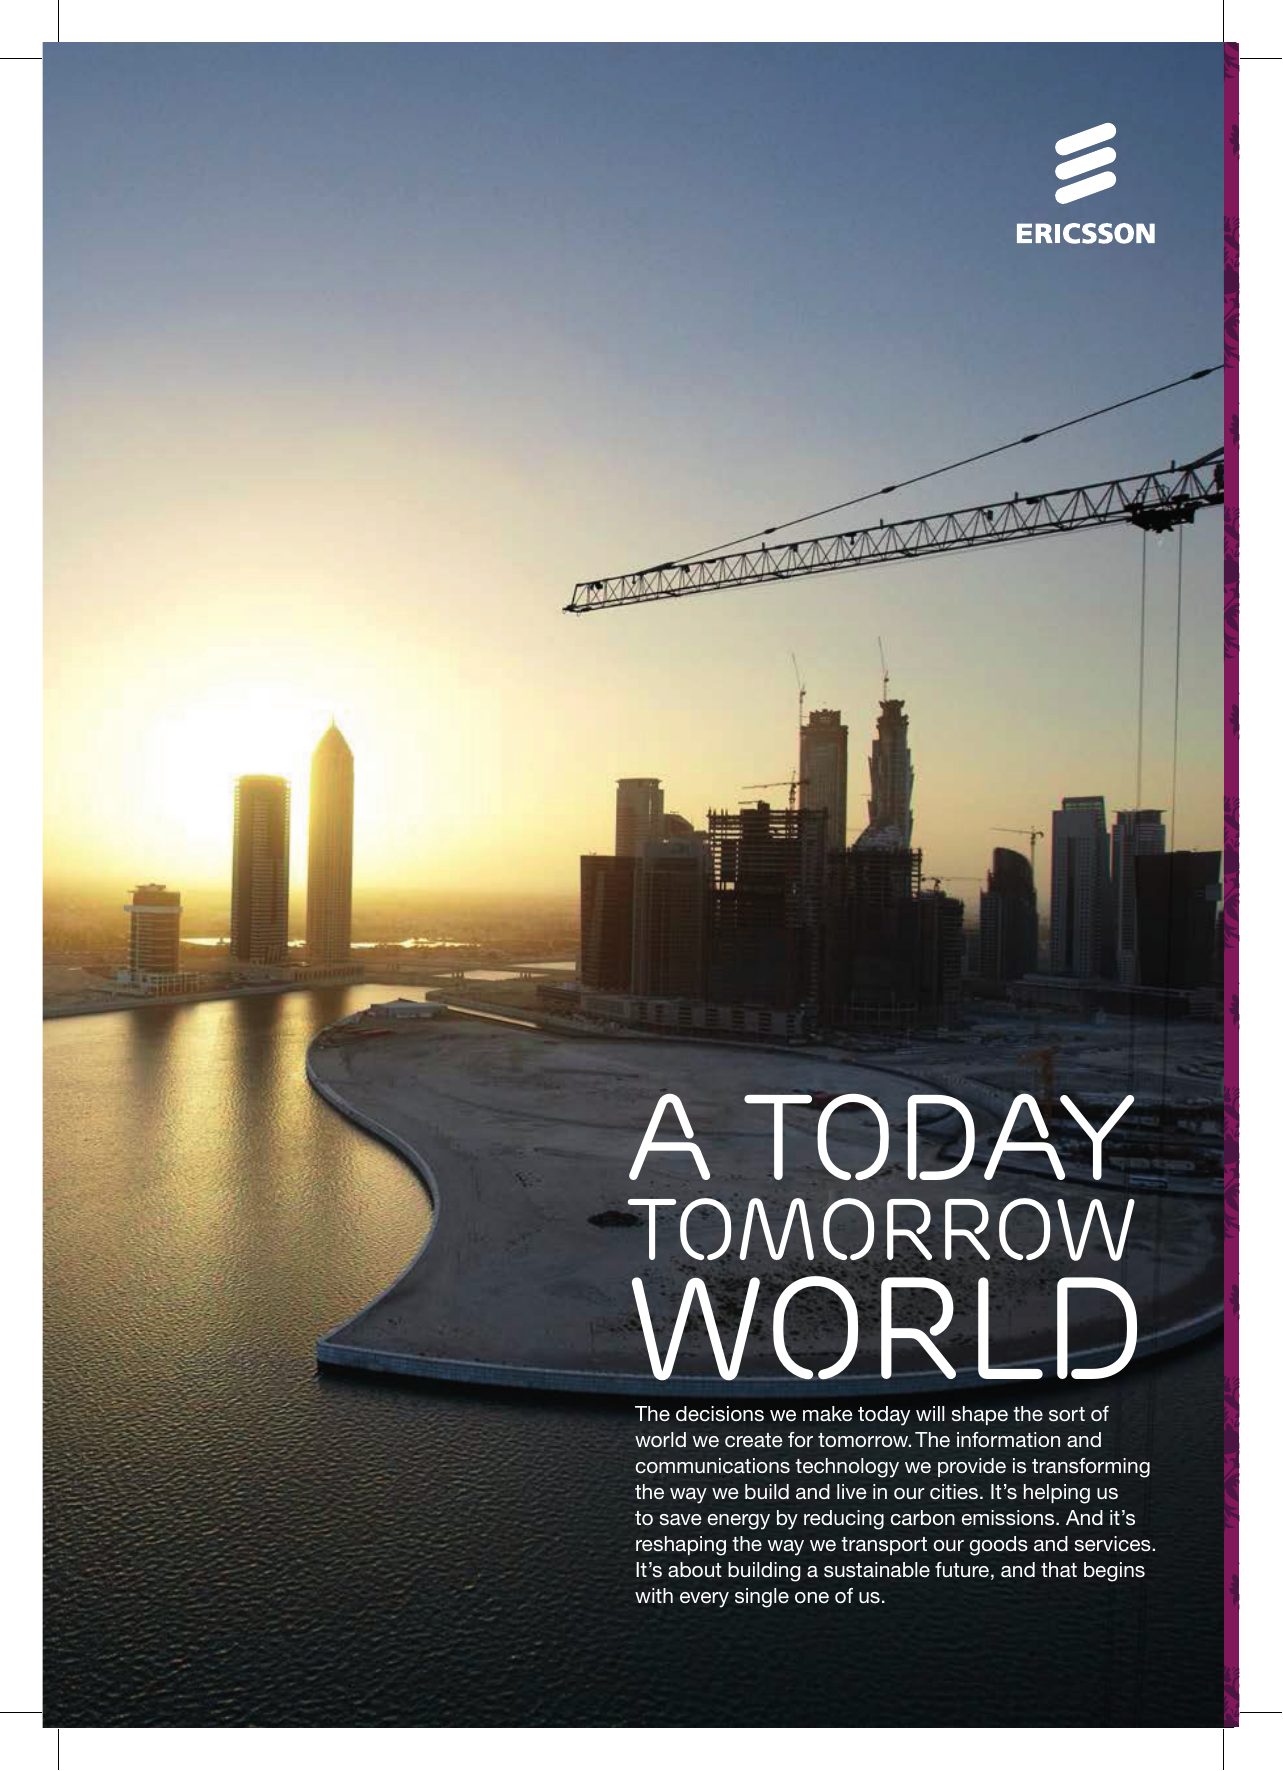 ERICSSON
A TODAY
TOMORROW
WORLD
The decisions we make today will shape the sort of
world we create for tomorrow. The information and
communications technology we provide is transforming
the way we build and live in our cities. It’s helping us
to save energy by reducing carbon emissions. And it’s
reshaping the way we transport our goods and services.
It’s about building a sustainable future, and that begins
with every single one of us.